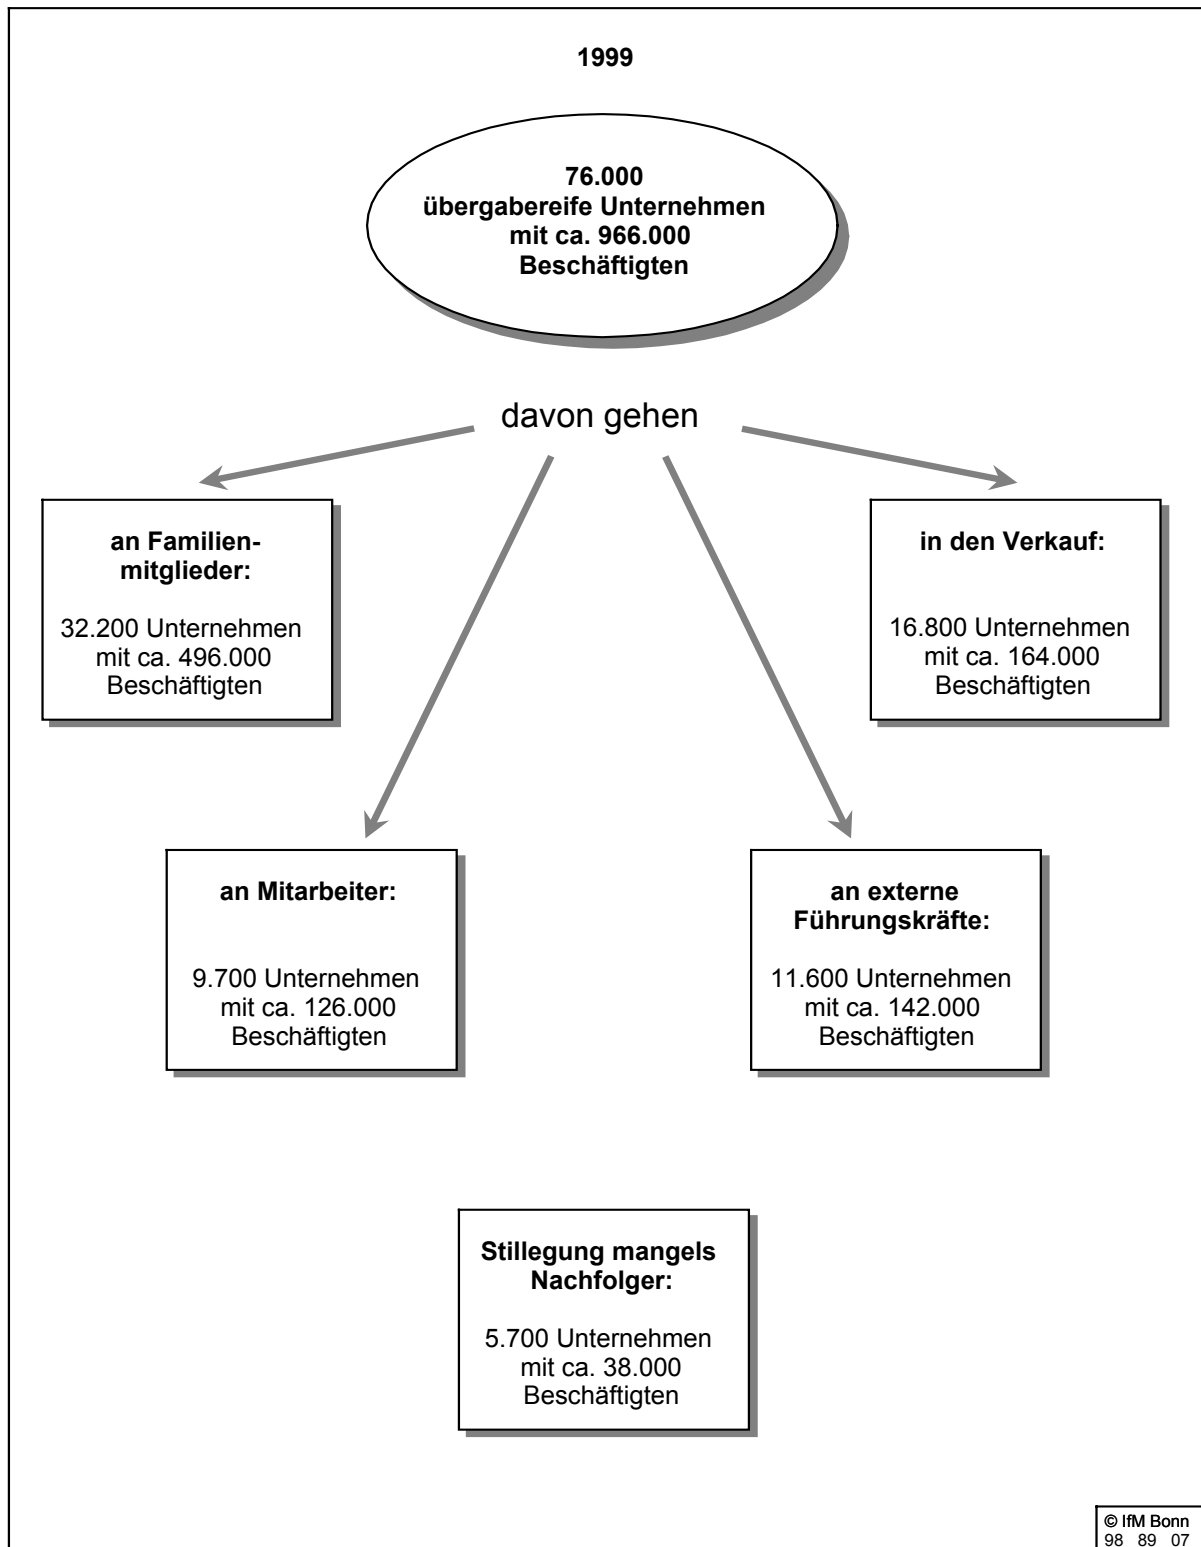 1999
76.000
übergabereife Unternehmen
mit ca. 966.000
Beschäftigten
davon gehen
an Familien-
mitglieder:
32.200 Unternehmen
mit ca. 496.000
Beschäftigten
in den Verkauf:
16.800 Unternehmen
mit ca. 164.000
Beschäftigten
an Mitarbeiter:
9.700 Unternehmen
mit ca. 126.000
Beschäftigten
an externe
Führungskräfte:
11.600 Unternehmen
mit ca. 142.000
Beschäftigten
Stillegung mangels
Nachfolger:
5.700 Unternehmen
mit ca. 38.000
Beschäftigten
© IfM Bonn
98 89 07